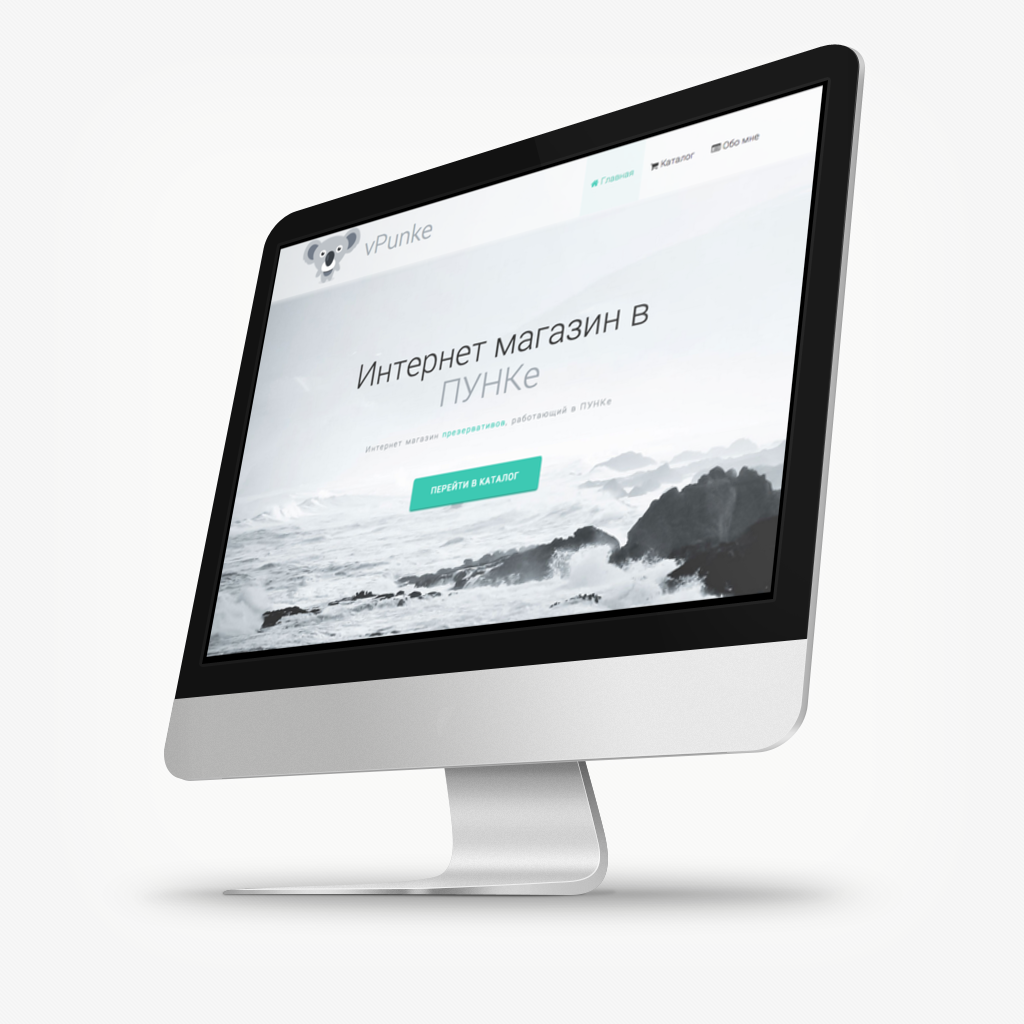 vPunke
Главная Каталог Обо мне
Интернет магазин в
ПУНКе
Интернет магазин презервативов, работающий в ПУНКе
ПЕРЕЙТИ В КАТАЛОГ